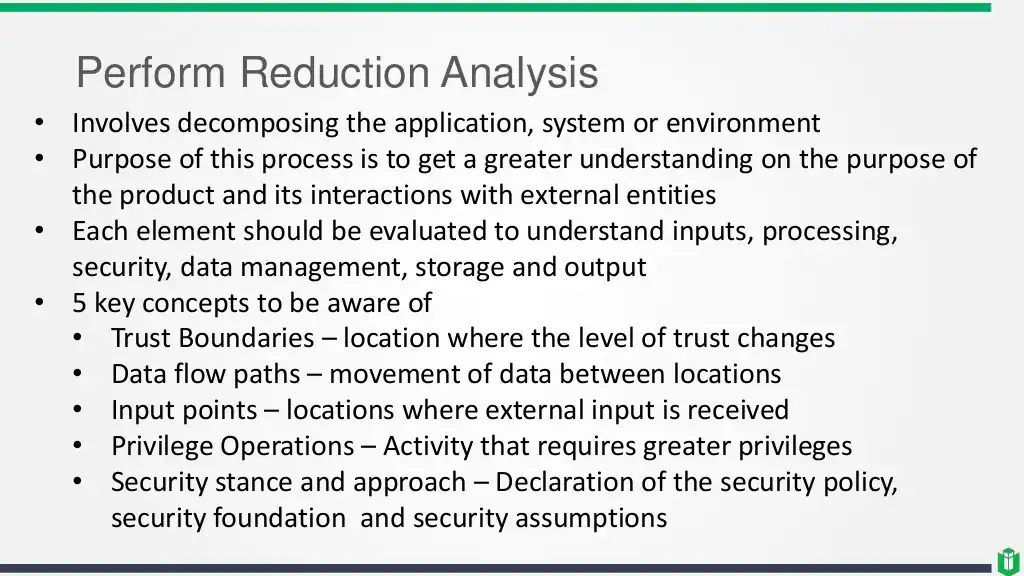 Perform Reduction Analysis
• Involves decomposing the application, system or environment
• Purpose of this process is to get a greater understanding on the purpose of
the product and its interactions with external entities
• Each element should be evaluated to understand inputs, processing,
security, data management, storage and output
• 5 key concepts to be aware of
• Trust Boundaries – location where the level of trust changes
• Data flow paths – movement of data between locations
• Input points – locations where external input is received
• Privilege Operations – Activity that requires greater privileges
• Security stance and approach – Declaration of the security policy,
security foundation  and security assumptions